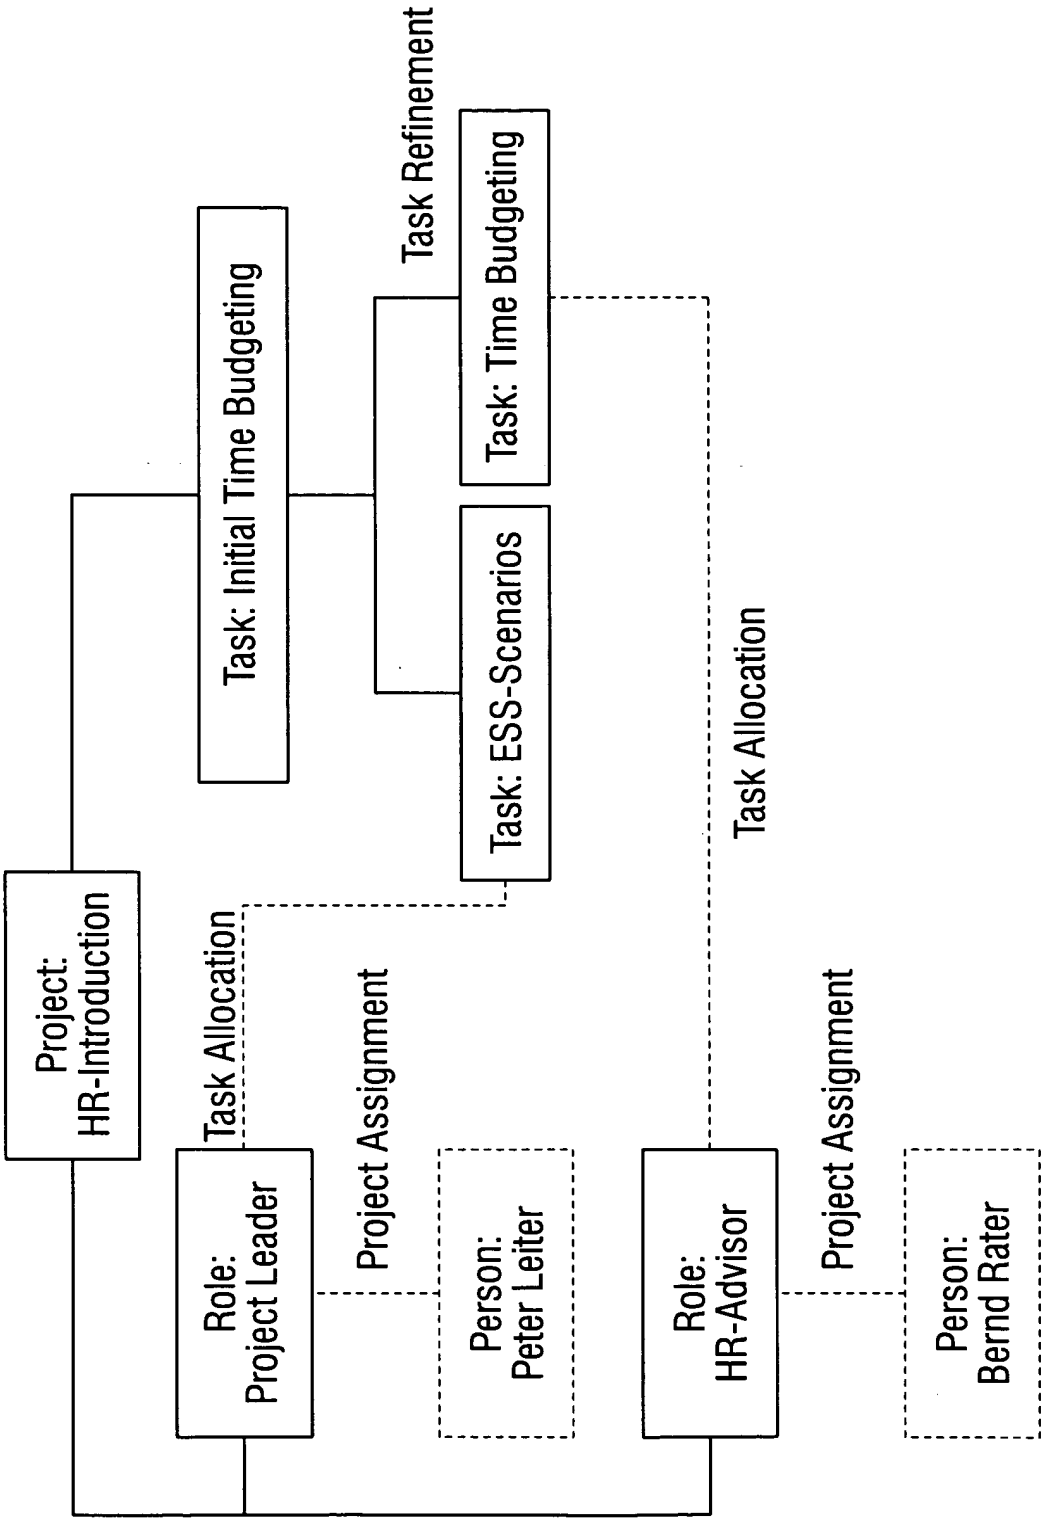 Project:
HR-Introduction
Role:
Project Leader
Task Allocation
Project Assignment
Person:
Peter Leiter
Role:
HR-Advisor
Project Assignment
Person:
Bernd Rater
Task: Initial Time Budgeting
Task Refinement
Task: ESS-Scenarios
Task: Time Budgeting
Task Allocation